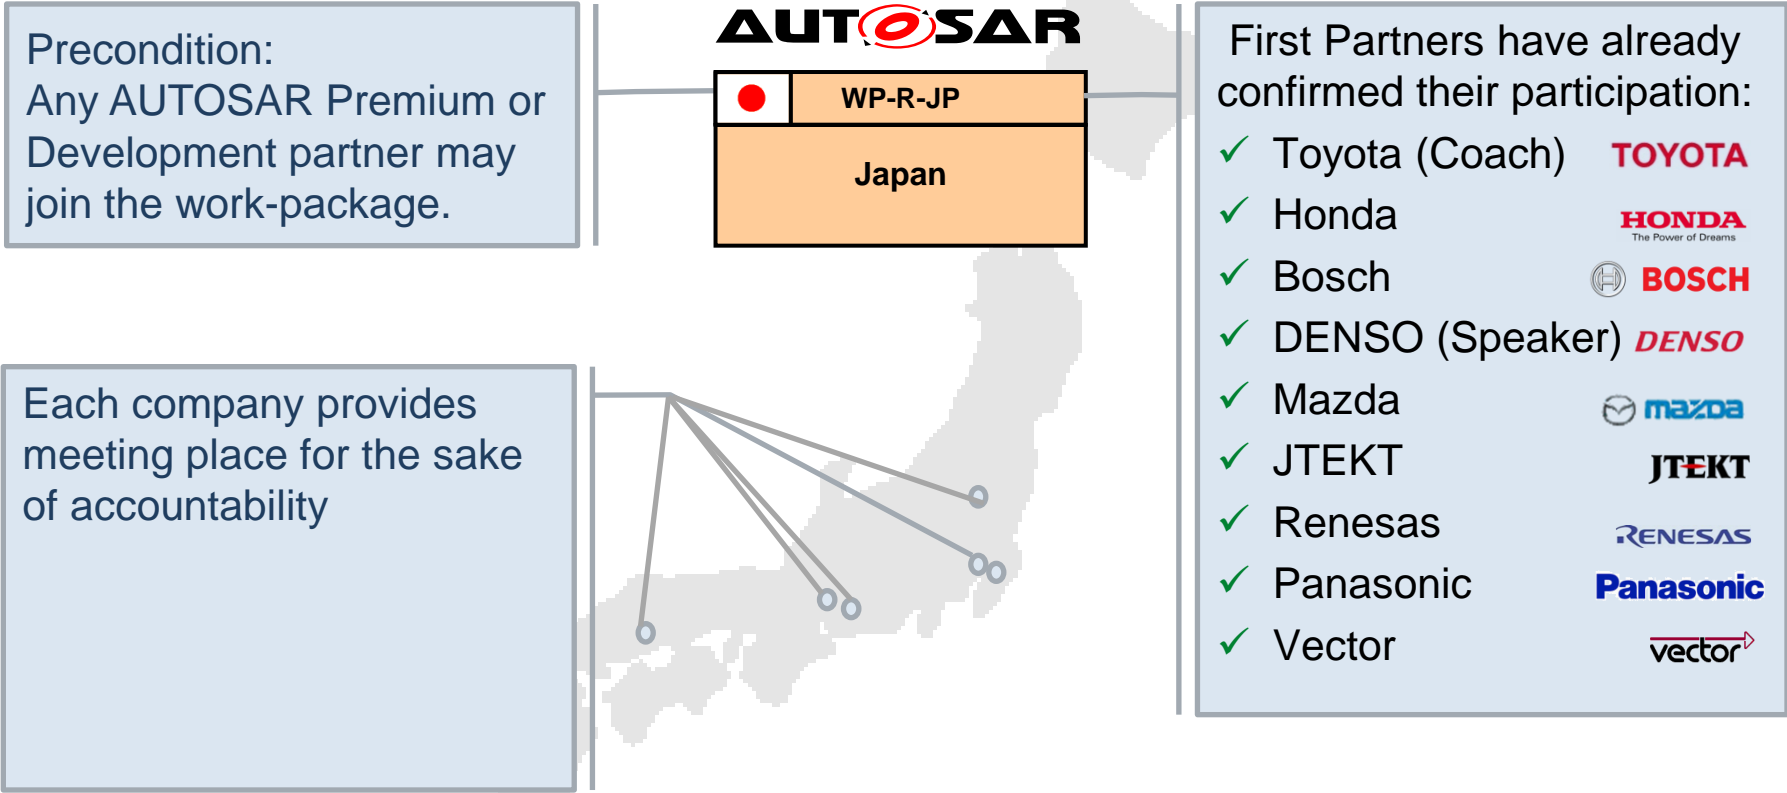 Precondition:
Any AUTOSAR Premium or
Development partner may
join the work-package.
AUTOSAR
WP-R-JP
Japan
Each company provides
meeting place for the sake
of accountability
First Partners have already
confirmed their participation:
✓ Toyota (Coach) TOYOTA
✓ Honda HONDA
The Power of Dreams
✓ Bosch BOSCH
✓ DENSO (Speaker) DENSO
✓ Mazda mazda
✓ JTEKT JTEKT
✓ Renesas RENESAS
✓ Panasonic Panasonic
✓ Vector vector